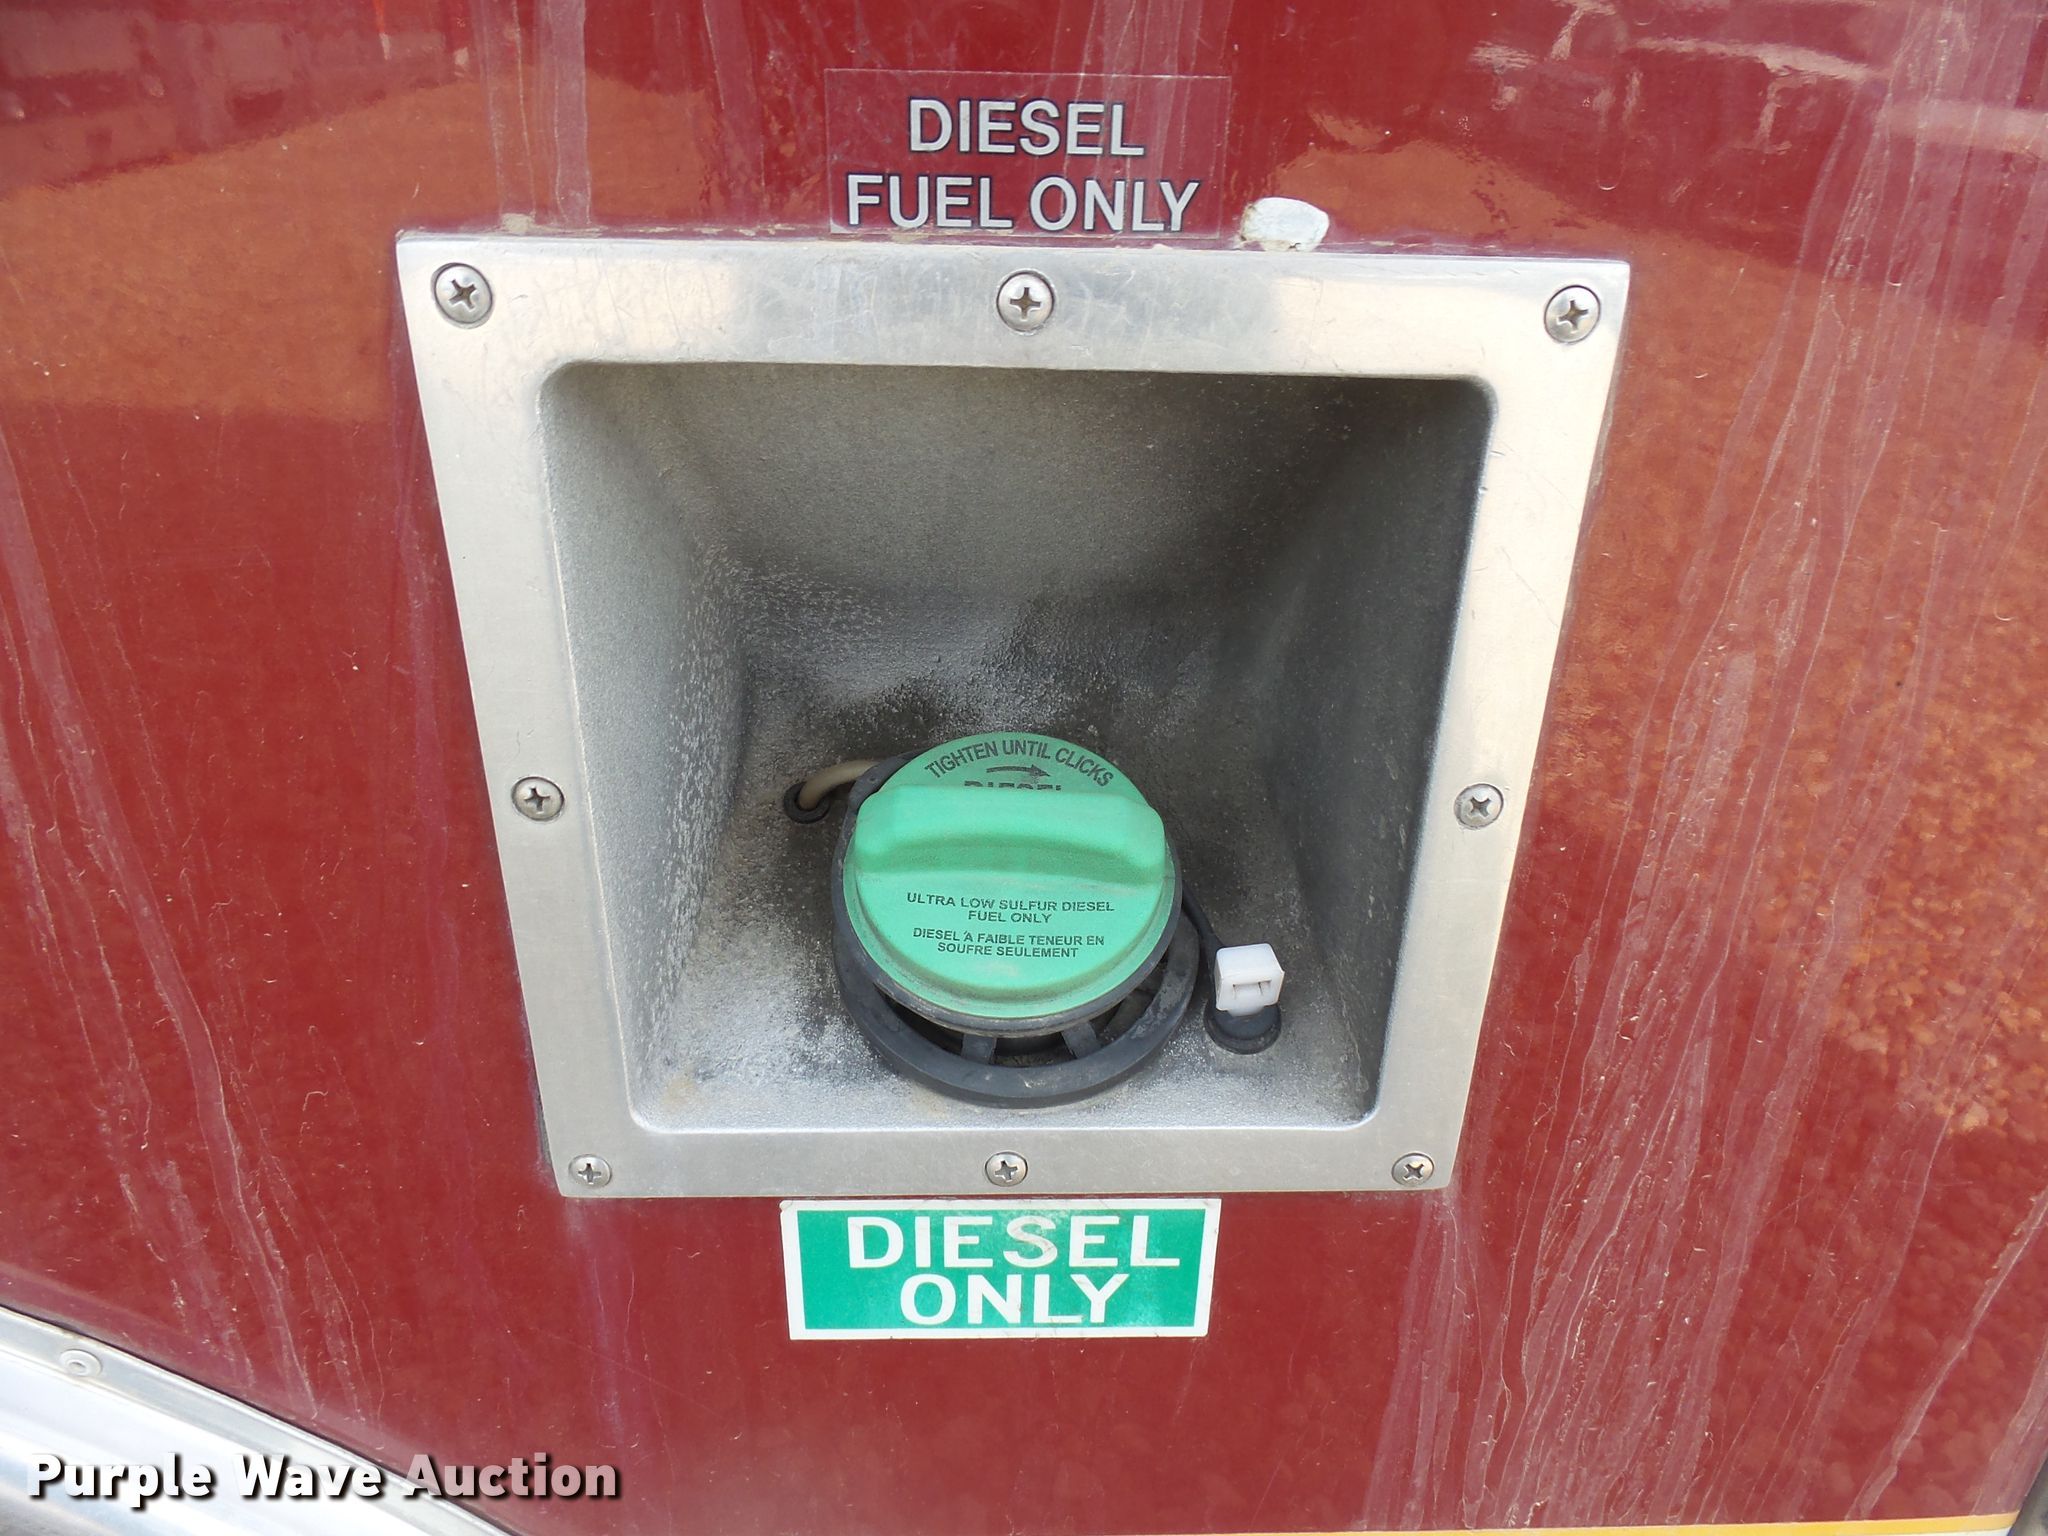 DIESEL
FUEL ONLY
TIGHTEN UNTIL CLICKS
DIESEL
ULTRA LOW SULFUR DIESEL
FUEL ONLY
DIESEL À FAIBLE TENEUR EN
SOUFRE SEULEMENT
DIESEL
ONLY
Purple Wave Auction